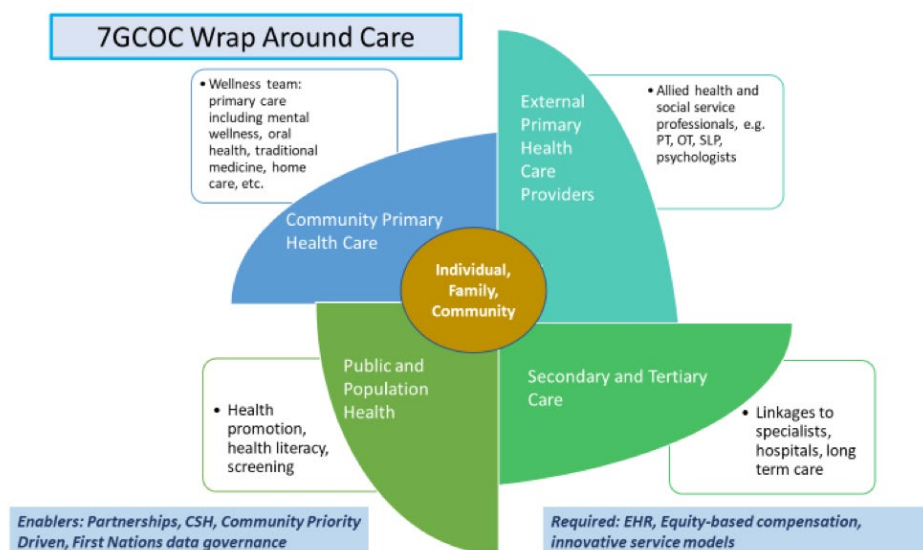 7GCOC Wrap Around Care
• Wellness team:
primary care
including mental
wellness, oral
health, traditional
medicine, home
care, etc.
External
Primary
Health
Care
Providers
• Allied health and
social service
professionals, e.g.
PT, OT, SLP,
psychologists
Community Primary
Health Care
Individual,
Family,
Community
Public and
Population
Health
Secondary and Tertiary
Care
• Health
promotion,
health literacy,
screening
• Linkages to
specialists,
hospitals, long
term care
Enablers: Partnerships, CSH, Community Priority
Driven, First Nations data governance
Required: EHR, Equity-based compensation,
innovative service models